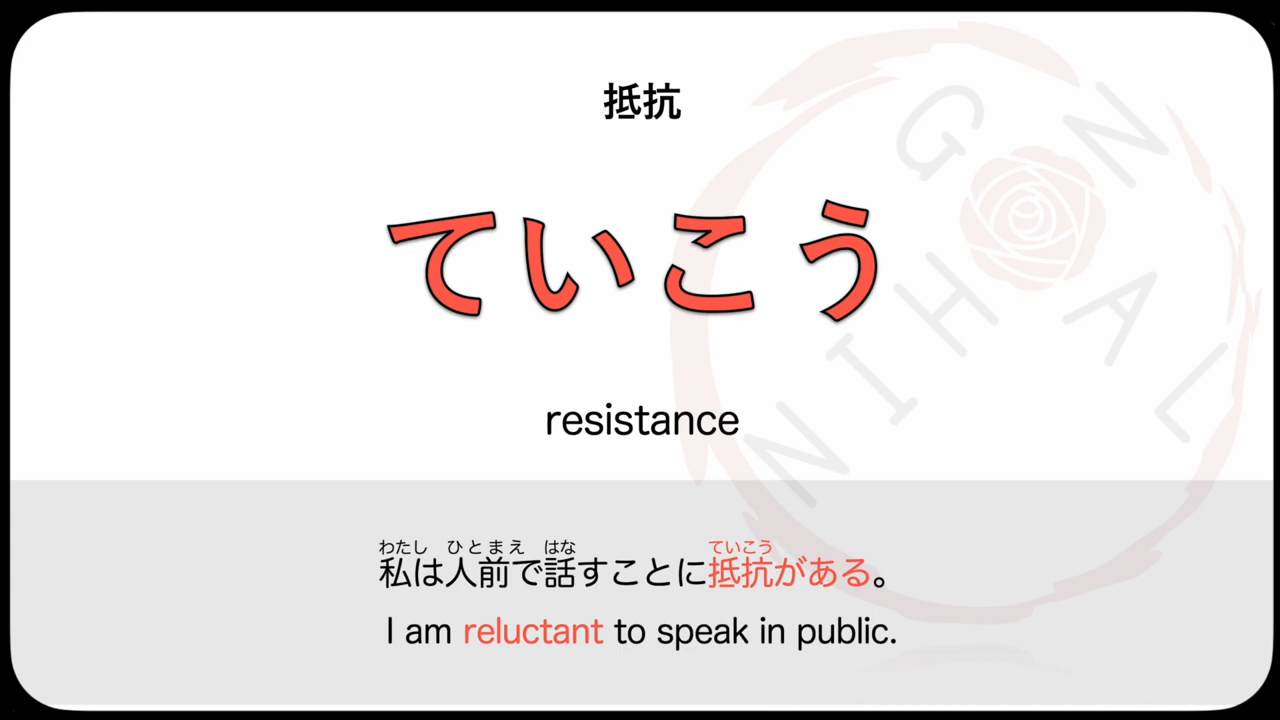 抵抗
ていこう
resistance
わたし ひとまえ はな ていこう
私は人前で話すことに抵抗がある。
I am reluctant to speak in public.
NIHONGAL